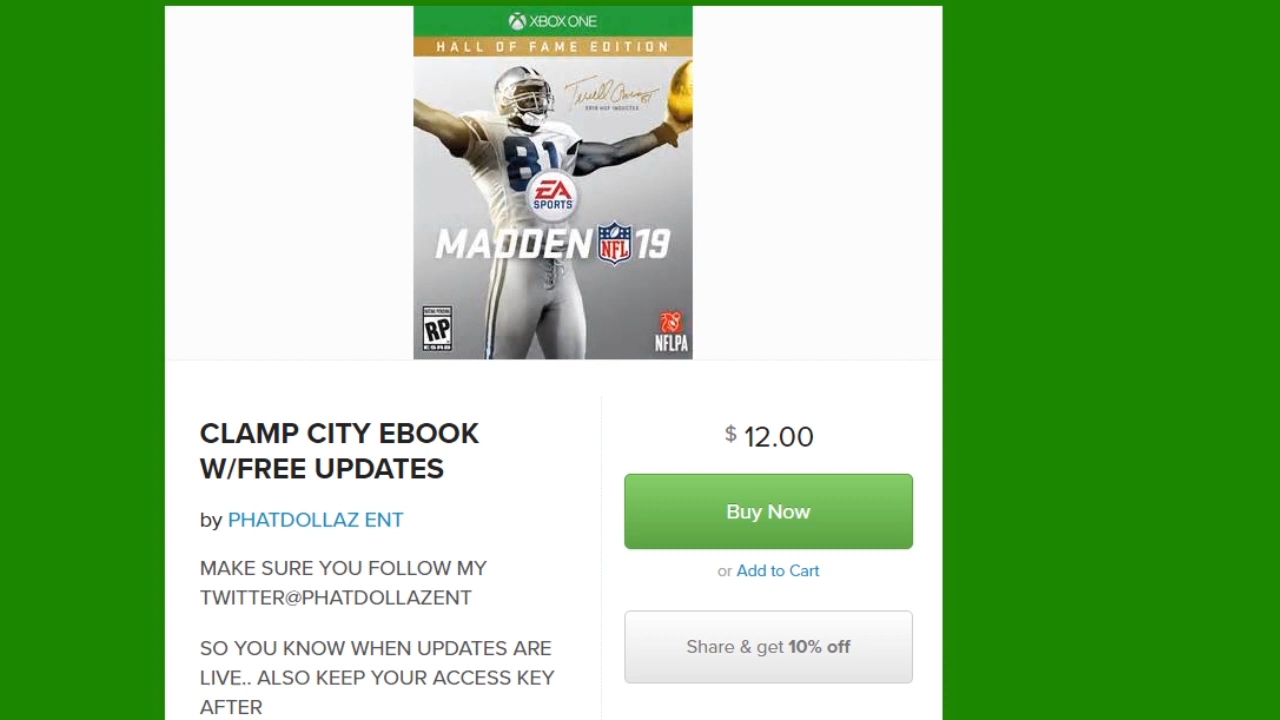 XBOX ONE
HALL OF FAME EDITION
81
EA
SPORTS
MADDEN NFL 19
RP
NFLPA
CLAMP CITY EBOOK
W/FREE UPDATES
by PHATDOLLAZ ENT
MAKE SURE YOU FOLLOW MY
TWITTER@PHATDOLLAZENT
SO YOU KNOW WHEN UPDATES ARE
LIVE.. ALSO KEEP YOUR ACCESS KEY
AFTER
$ 12.00
Buy Now
or Add to Cart
Share & get 10% off